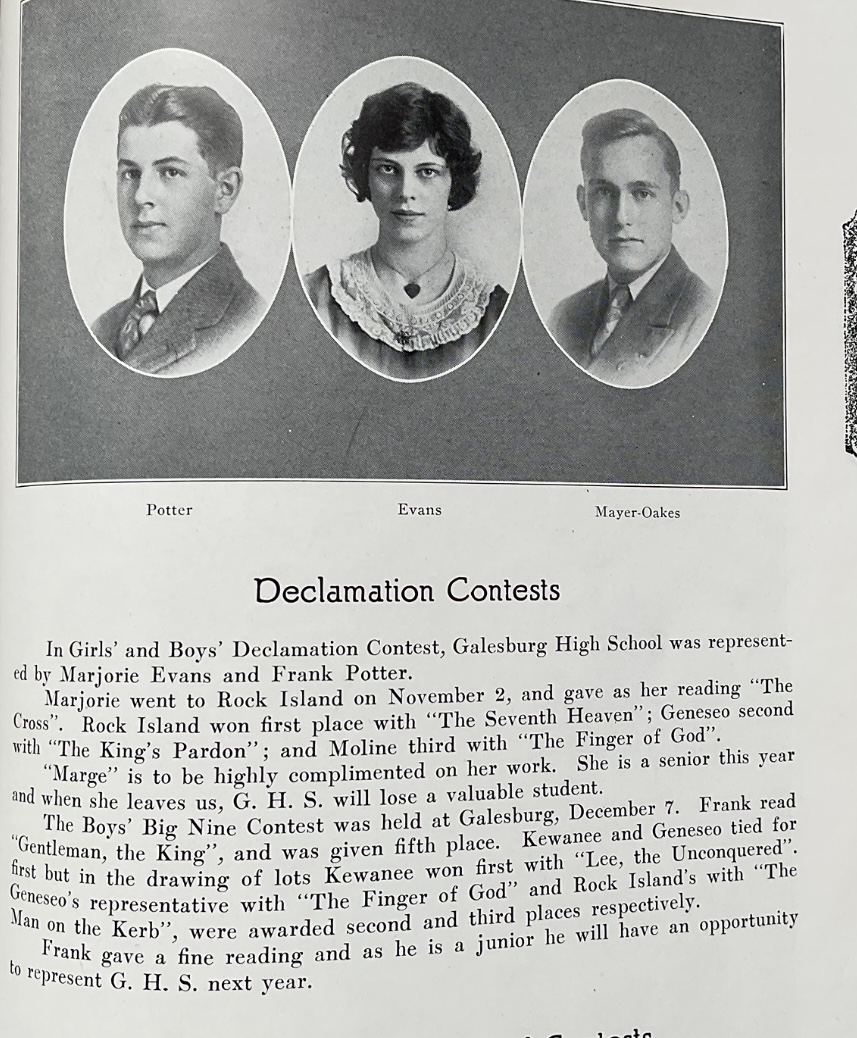 Potter Evans Mayer-Oakes
Declamation Contests
In Girls' and Boys' Declamation Contest, Galesburg High School was represent-
ed by Marjorie Evans and Frank Potter.
Marjorie went to Rock Island on November 2, and gave as her reading "The
Cross". Rock Island won first place with "The Seventh Heaven"; Geneseo second
with "The King's Pardon"; and Moline third with "The Finger of God".
"Marge" is to be highly complimented on her work. She is a senior this year
and when she leaves us, G. H. S. will lose a valuable student.
The Boys' Big Nine Contest was held at Galesburg, December 7. Frank read
"Gentleman, the King", and was given fifth place. Kewanee and Geneseo tied for
first but in the drawing of lots Kewanee won first with "Lee, the Unconquered".
Geneseo's representative with "The Finger of God" and Rock Island's with "The
Man on the Kerb", were awarded second and third places respectively.
Frank gave a fine reading and as he is a junior he will have an opportunity
to represent G. H. S. next year.